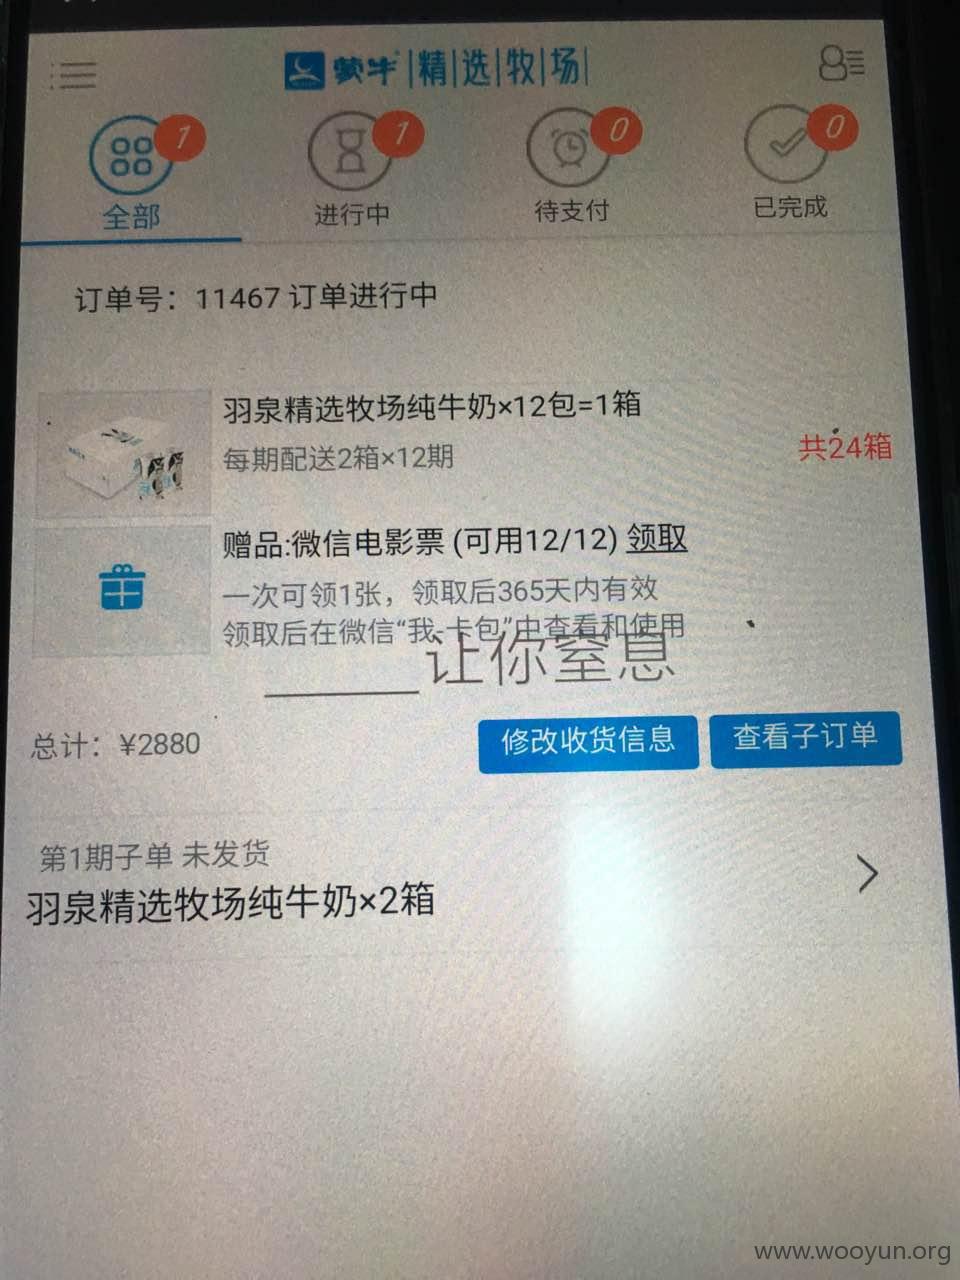 蒙牛 精选牧场
1 1 0 0
全部 进行中 待支付 已完成
订单号：11467 订单进行中
羽泉精选牧场纯牛奶×12包=1箱
每期配送2箱×12期
共24箱
赠品:微信电影票 (可用12/12) 领取
一次可领1张，领取后365天内有效
领取后在微信“我-卡包”中查看和使用
____让你窒息
总计：¥2880
修改收货信息
查看子订单
第1期子单 未发货
羽泉精选牧场纯牛奶×2箱
www.wooyun.org